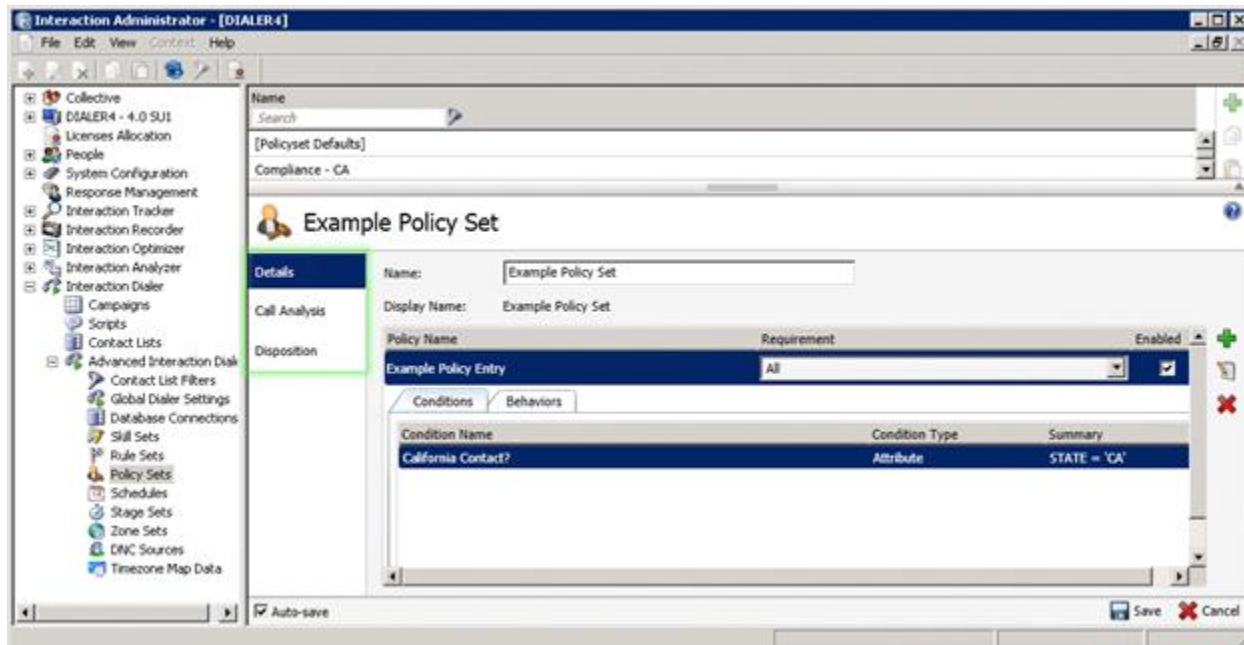 Interaction Administrator - [DIALER4]
File Edit View Context Help
Collective
DIALER4 - 4.0 SU1
Licenses Allocation
People
System Configuration
Response Management
Interaction Tracker
Interaction Recorder
Interaction Optimizer
Interaction Analyzer
Interaction Dialer
Campaigns
Scripts
Contact Lists
Advanced Interaction Dial
Contact List Filters
Global Dialer Settings
Database Connections
Skill Sets
Rule Sets
Policy Sets
Schedules
Stage Sets
Zone Sets
DNC Sources
Timezone Map Data
Name
Search
[Policyset Defaults]
Compliance - CA
Example Policy Set
Details
Call Analysis
Disposition
Name: Example Policy Set
Display Name: Example Policy Set
Policy Name Requirement Enabled
Example Policy Entry All
Conditions Behaviors
Condition Name Condition Type Summary
California Contact? Attribute STATE = 'CA'
Auto-save Save Cancel